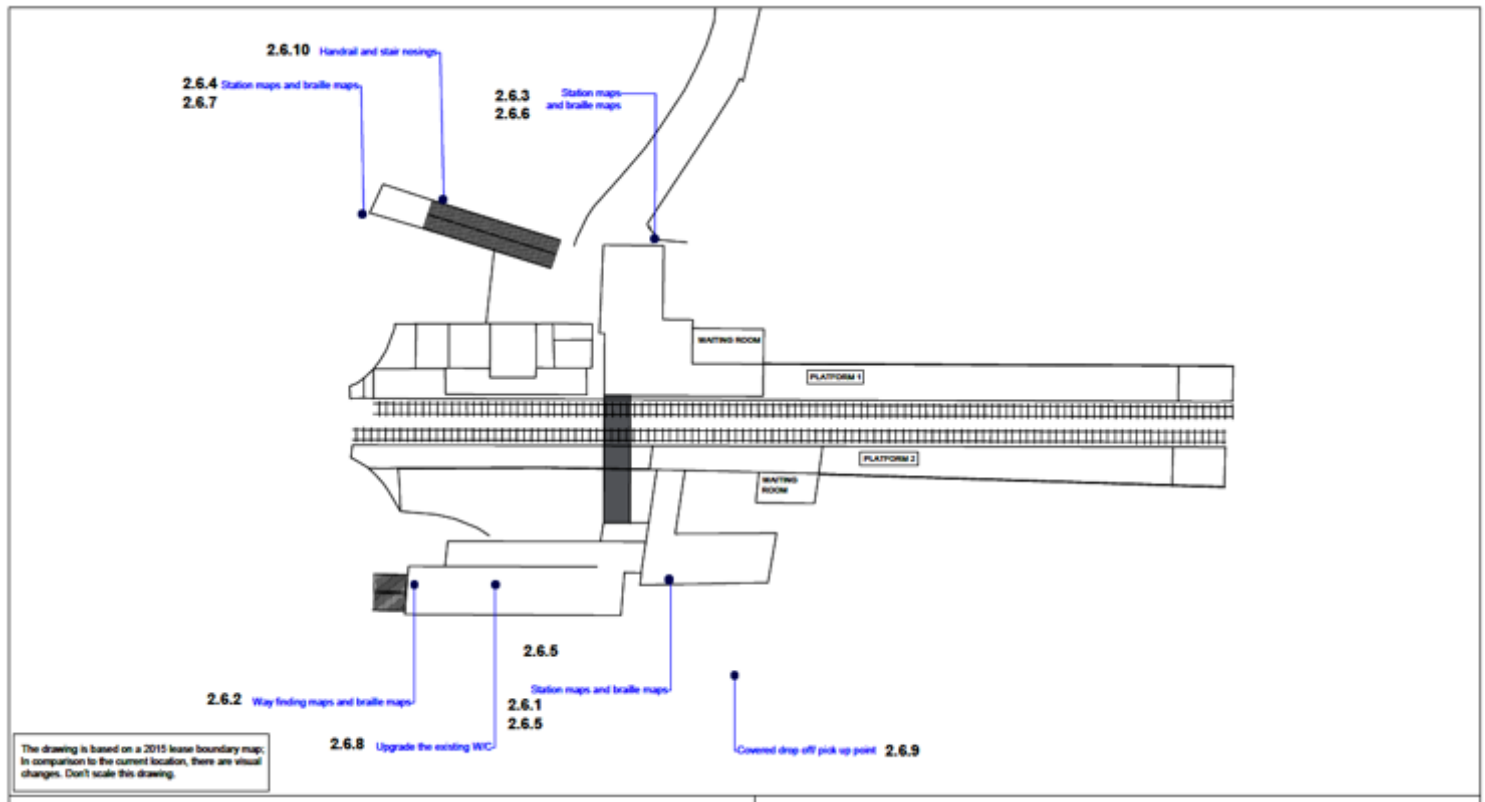 2.6.10 Handrail and stair nosings
2.6.4 Station maps and braille maps
2.6.7
2.6.3 Station maps
2.6.6 and braille maps
WAITING ROOM
PLATFORM 1
PLATFORM 2
WAITING
ROOM
2.6.5
Station maps and braille maps
2.6.1
2.6.5
2.6.2 Way finding maps and braille maps
2.6.8 Upgrade the existing W/C
Covered drop off/ pick up point 2.6.9
The drawing is based on a 2015 lease boundary map;
In comparison to the current location, there are visual
changes. Don't scale this drawing.